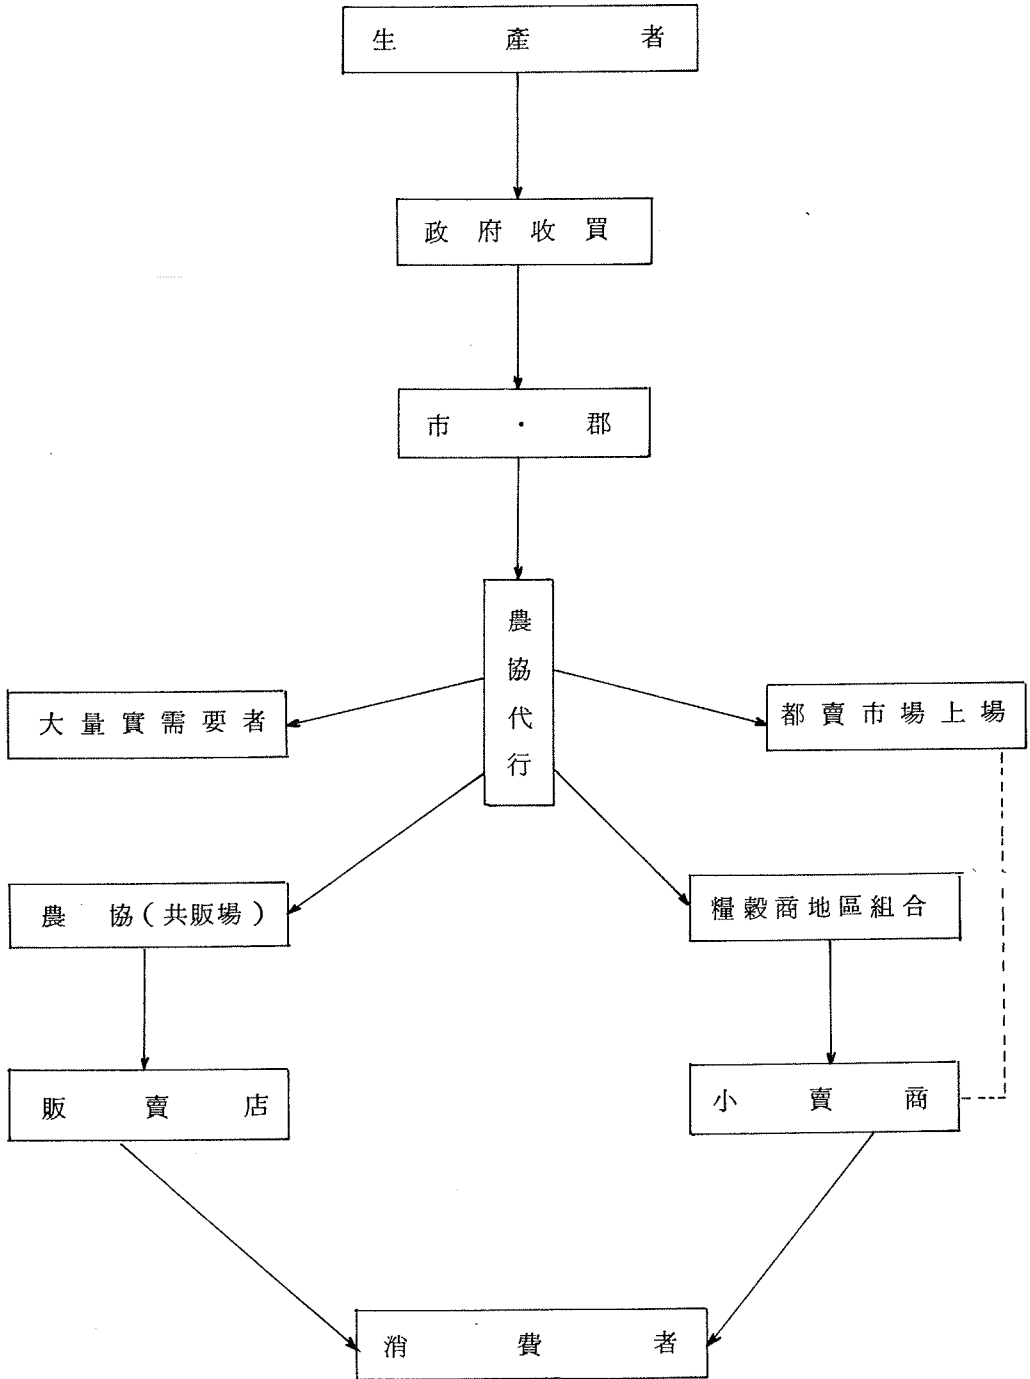 生產者
政府收買
市・郡
農協代行
大量實需要者
都賣市場上場
農協(共販場)
糧穀商地區組合
販賣店
小賣商
消費者